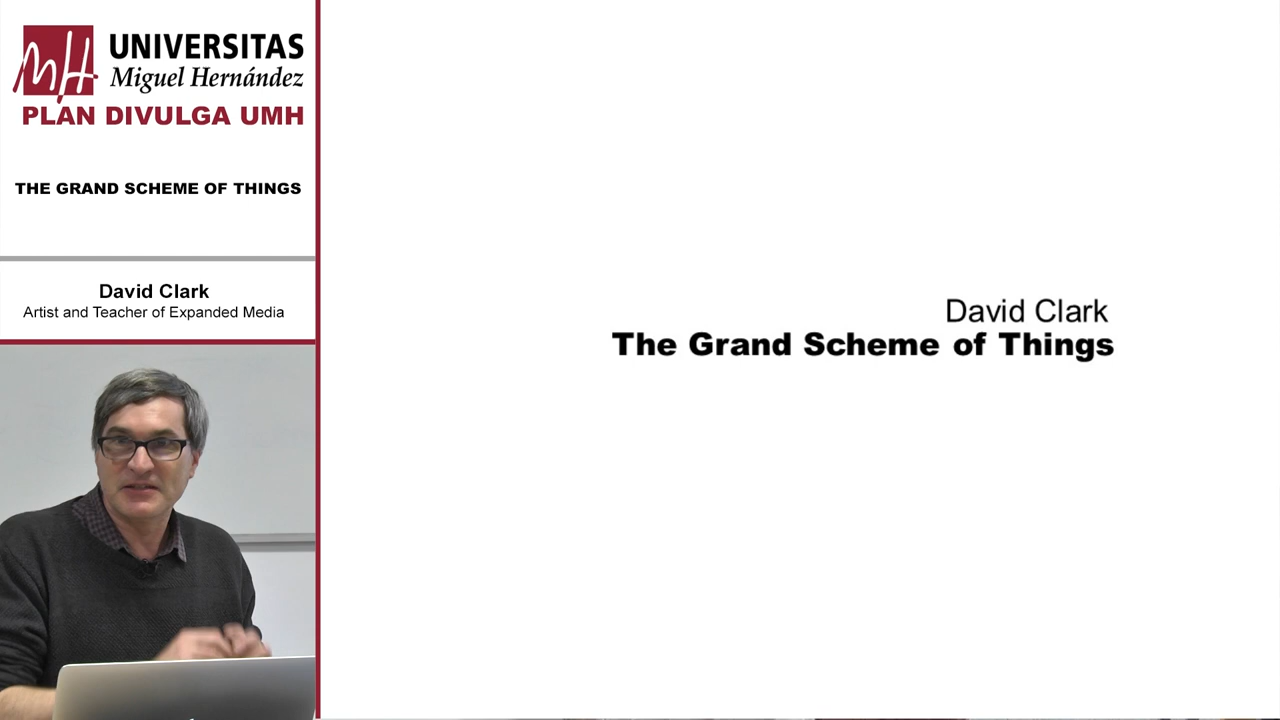 UNIVERSITAS
Miguel Hernández
PLAN DIVULGA UMH
THE GRAND SCHEME OF THINGS
David Clark
Artist and Teacher of Expanded Media
David Clark
The Grand Scheme of Things